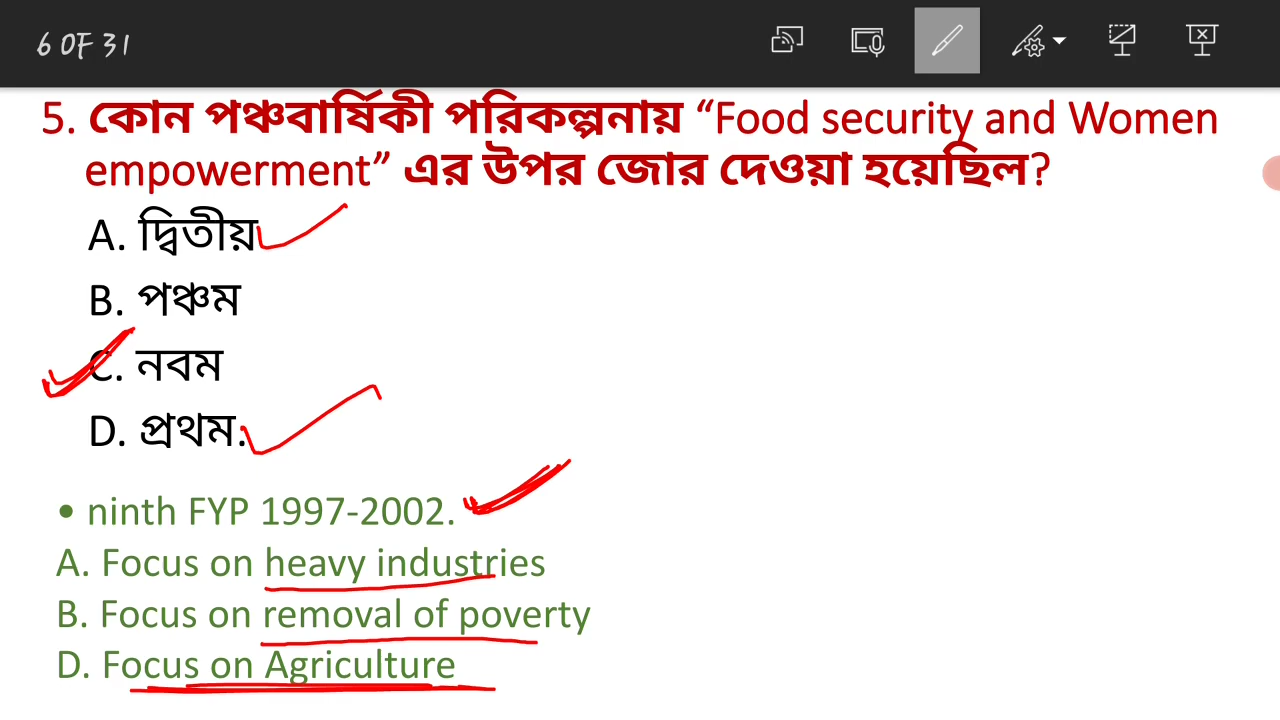 6 OF 31
5. কোন পঞ্চবার্ষিকী পরিকল্পনায় “Food security and Women
empowerment” এর উপর জোর দেওয়া হয়েছিল?
A. দ্বিতীয়
B. পঞ্চম
C. নবম
D. প্রথম.
• ninth FYP 1997-2002.
A. Focus on heavy industries
B. Focus on removal of poverty
D. Focus on Agriculture